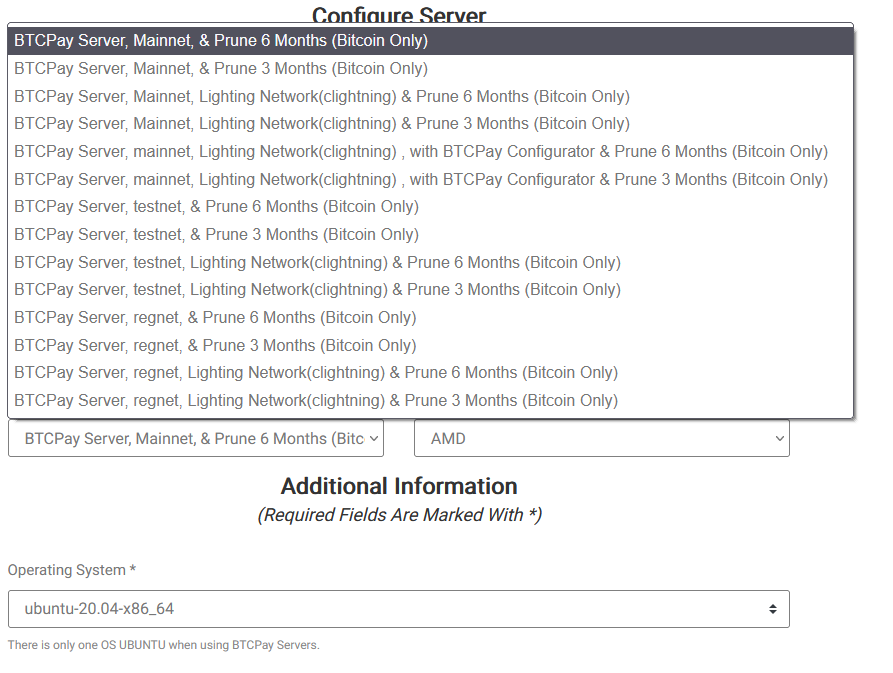 Configure Server
BTCPay Server, Mainnet, & Prune 6 Months (Bitcoin Only)
BTCPay Server, Mainnet, & Prune 3 Months (Bitcoin Only)
BTCPay Server, Mainnet, Lighting Network(clightning) & Prune 6 Months (Bitcoin Only)
BTCPay Server, Mainnet, Lighting Network(clightning) & Prune 3 Months (Bitcoin Only)
BTCPay Server, mainnet, Lighting Network(clightning) , with BTCPay Configurator & Prune 6 Months (Bitcoin Only)
BTCPay Server, mainnet, Lighting Network(clightning) , with BTCPay Configurator & Prune 3 Months (Bitcoin Only)
BTCPay Server, testnet, & Prune 6 Months (Bitcoin Only)
BTCPay Server, testnet, & Prune 3 Months (Bitcoin Only)
BTCPay Server, testnet, Lighting Network(clightning) & Prune 6 Months (Bitcoin Only)
BTCPay Server, testnet, Lighting Network(clightning) & Prune 3 Months (Bitcoin Only)
BTCPay Server, regnet, & Prune 6 Months (Bitcoin Only)
BTCPay Server, regnet, & Prune 3 Months (Bitcoin Only)
BTCPay Server, regnet, Lighting Network(clightning) & Prune 6 Months (Bitcoin Only)
BTCPay Server, regnet, Lighting Network(clightning) & Prune 3 Months (Bitcoin Only)
BTCPay Server, Mainnet, & Prune 6 Months (Bitc
AMD
Additional Information
(Required Fields Are Marked With *)
Operating System *
ubuntu-20.04-x86_64
There is only one OS UBUNTU when using BTCPay Servers.